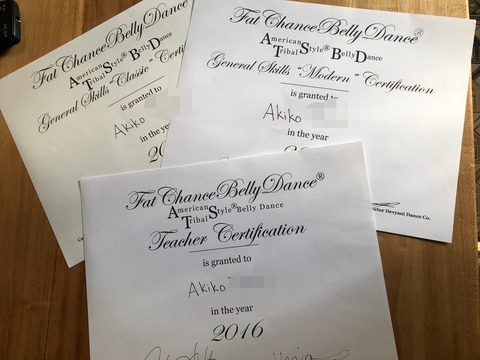 Fat Chance Belly Dance®
American
Tribal Style® Belly Dance
General Skills "Classic" Certification
is granted to
Akiko
in the year
Fat Chance Belly Dance®
American
Tribal Style® Belly Dance
General Skills "Modern" Certification
is granted to
Akiko
in the year
Devyani Dance Co.
Fat Chance Belly Dance®
American
Tribal Style® Belly Dance
Teacher Certification
is granted to
Akiko
in the year
2016